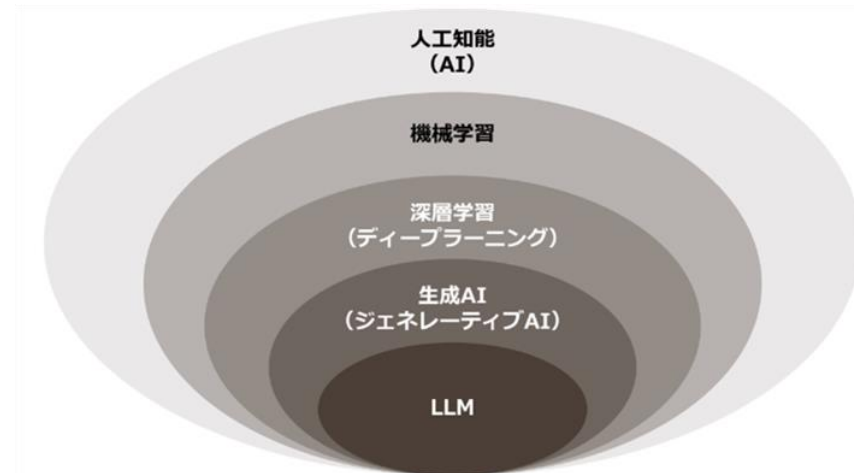 人工知能
（AI）
機械学習
深層学習
（ディープラーニング）
生成AI
（ジェネレーティブAI）
LLM